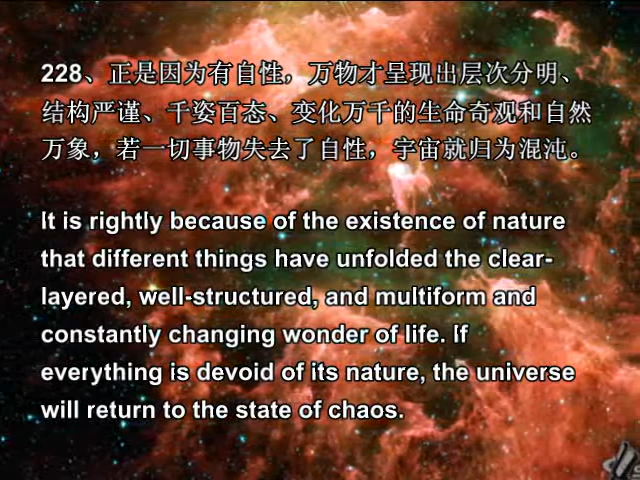 228、正是因为有自性，万物才呈现出层次分明、
结构严谨、千姿百态、变化万千的生命奇观和自然
万象，若一切事物失去了自性，宇宙就归为混沌。
It is rightly because of the existence of nature
that different things have unfolded the clear-
layered, well-structured, and multiform and
constantly changing wonder of life. If
everything is devoid of its nature, the universe
will return to the state of chaos.